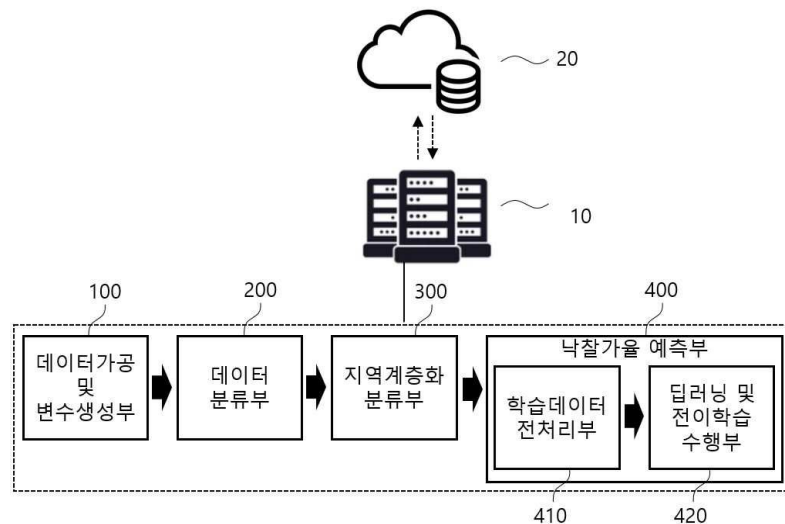 20
10
100
200
300
400
데이터가공
및
변수생성부
데이터
분류부
지역계층화
분류부
낙찰가율 예측부
학습데이터
전처리부
딥러닝 및
전이학습
수행부
410
420